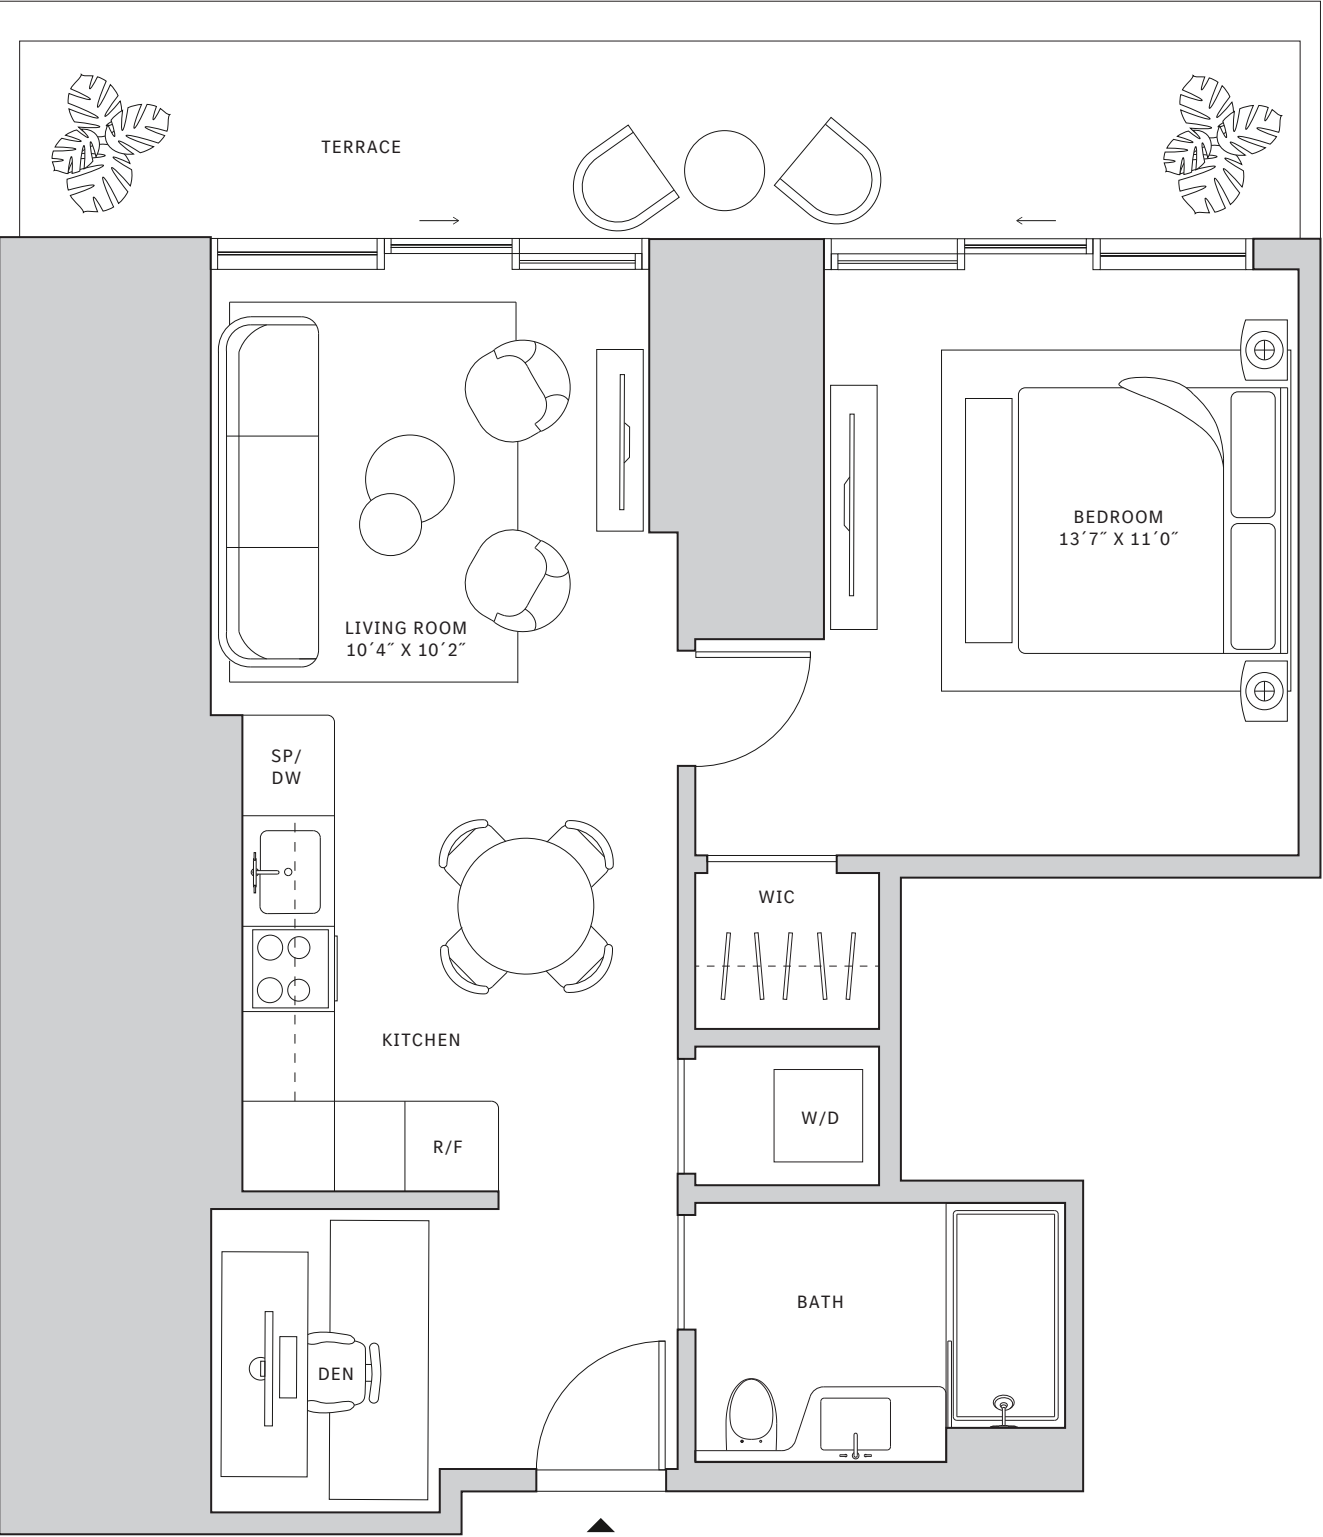 TERRACE
BEDROOM
13´7˝ X 11´0˝
LIVING ROOM
10´4˝ X 10´2˝
SP/
DW
WIC
KITCHEN
W/D
R/F
BATH
DEN